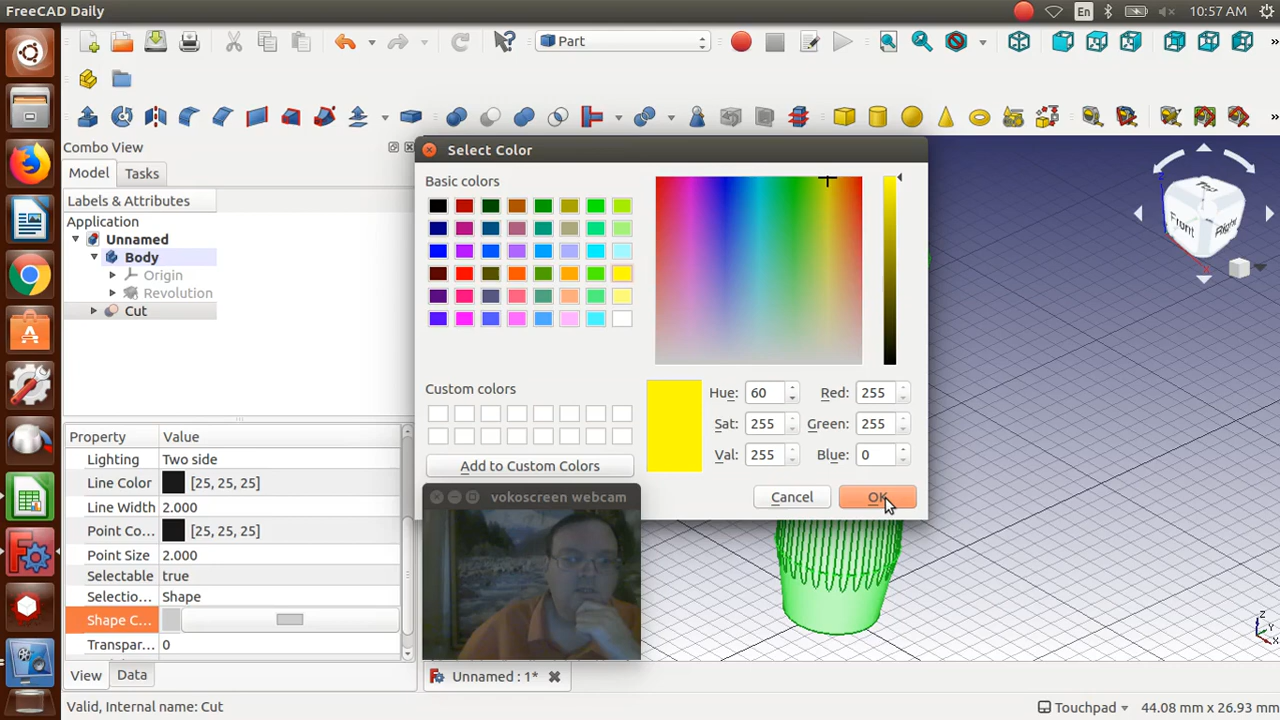 FreeCAD Daily
En
10:57 AM
Part
»
»
Combo View
Model
Tasks
Labels & Attributes
Application
Unnamed
Body
Origin
Revolution
Cut
Property
Value
Lighting
Two side
Line Color
[25, 25, 25]
Line Width
2.000
Point Co...
[25, 25, 25]
Point Size
2.000
Selectable
true
Selectio...
Shape
Shape C...
Transpar...
0
View
Data
Select Color
Basic colors
Custom colors
Add to Custom Colors
Hue: 60
Red: 255
Sat: 255
Green: 255
Val: 255
Blue: 0
Cancel
OK
vokoscreen webcam
Front
Right
Unnamed : 1*
Valid, Internal name: Cut
Touchpad
44.08 mm x 26.93 mm